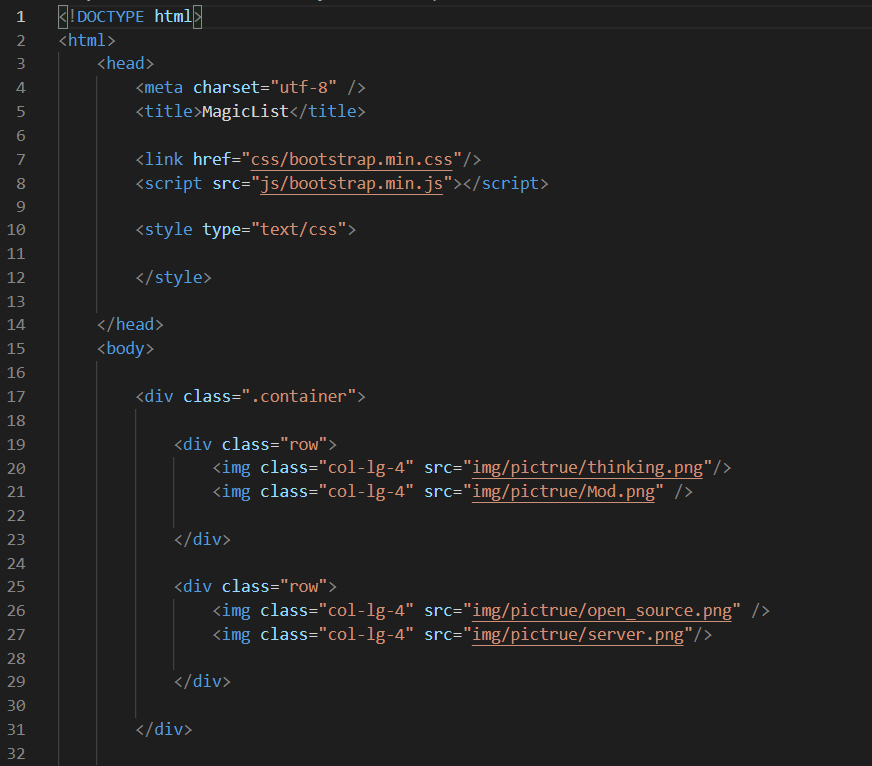 1 <!DOCTYPE html>
2 <html>
3 <head>
4 <meta charset="utf-8" />
5 <title>MagicList</title>
6
7 <link href="css/bootstrap.min.css"/>
8 <script src="js/bootstrap.min.js"></script>
9
10 <style type="text/css">
11
12 </style>
13
14 </head>
15 <body>
16
17 <div class=".container">
18
19 <div class="row">
20 <img class="col-lg-4" src="img/pictrue/thinking.png"/>
21 <img class="col-lg-4" src="img/pictrue/Mod.png" />
22
23 </div>
24
25 <div class="row">
26 <img class="col-lg-4" src="img/pictrue/open_source.png" />
27 <img class="col-lg-4" src="img/pictrue/server.png"/>
28
29 </div>
30
31 </div>
32